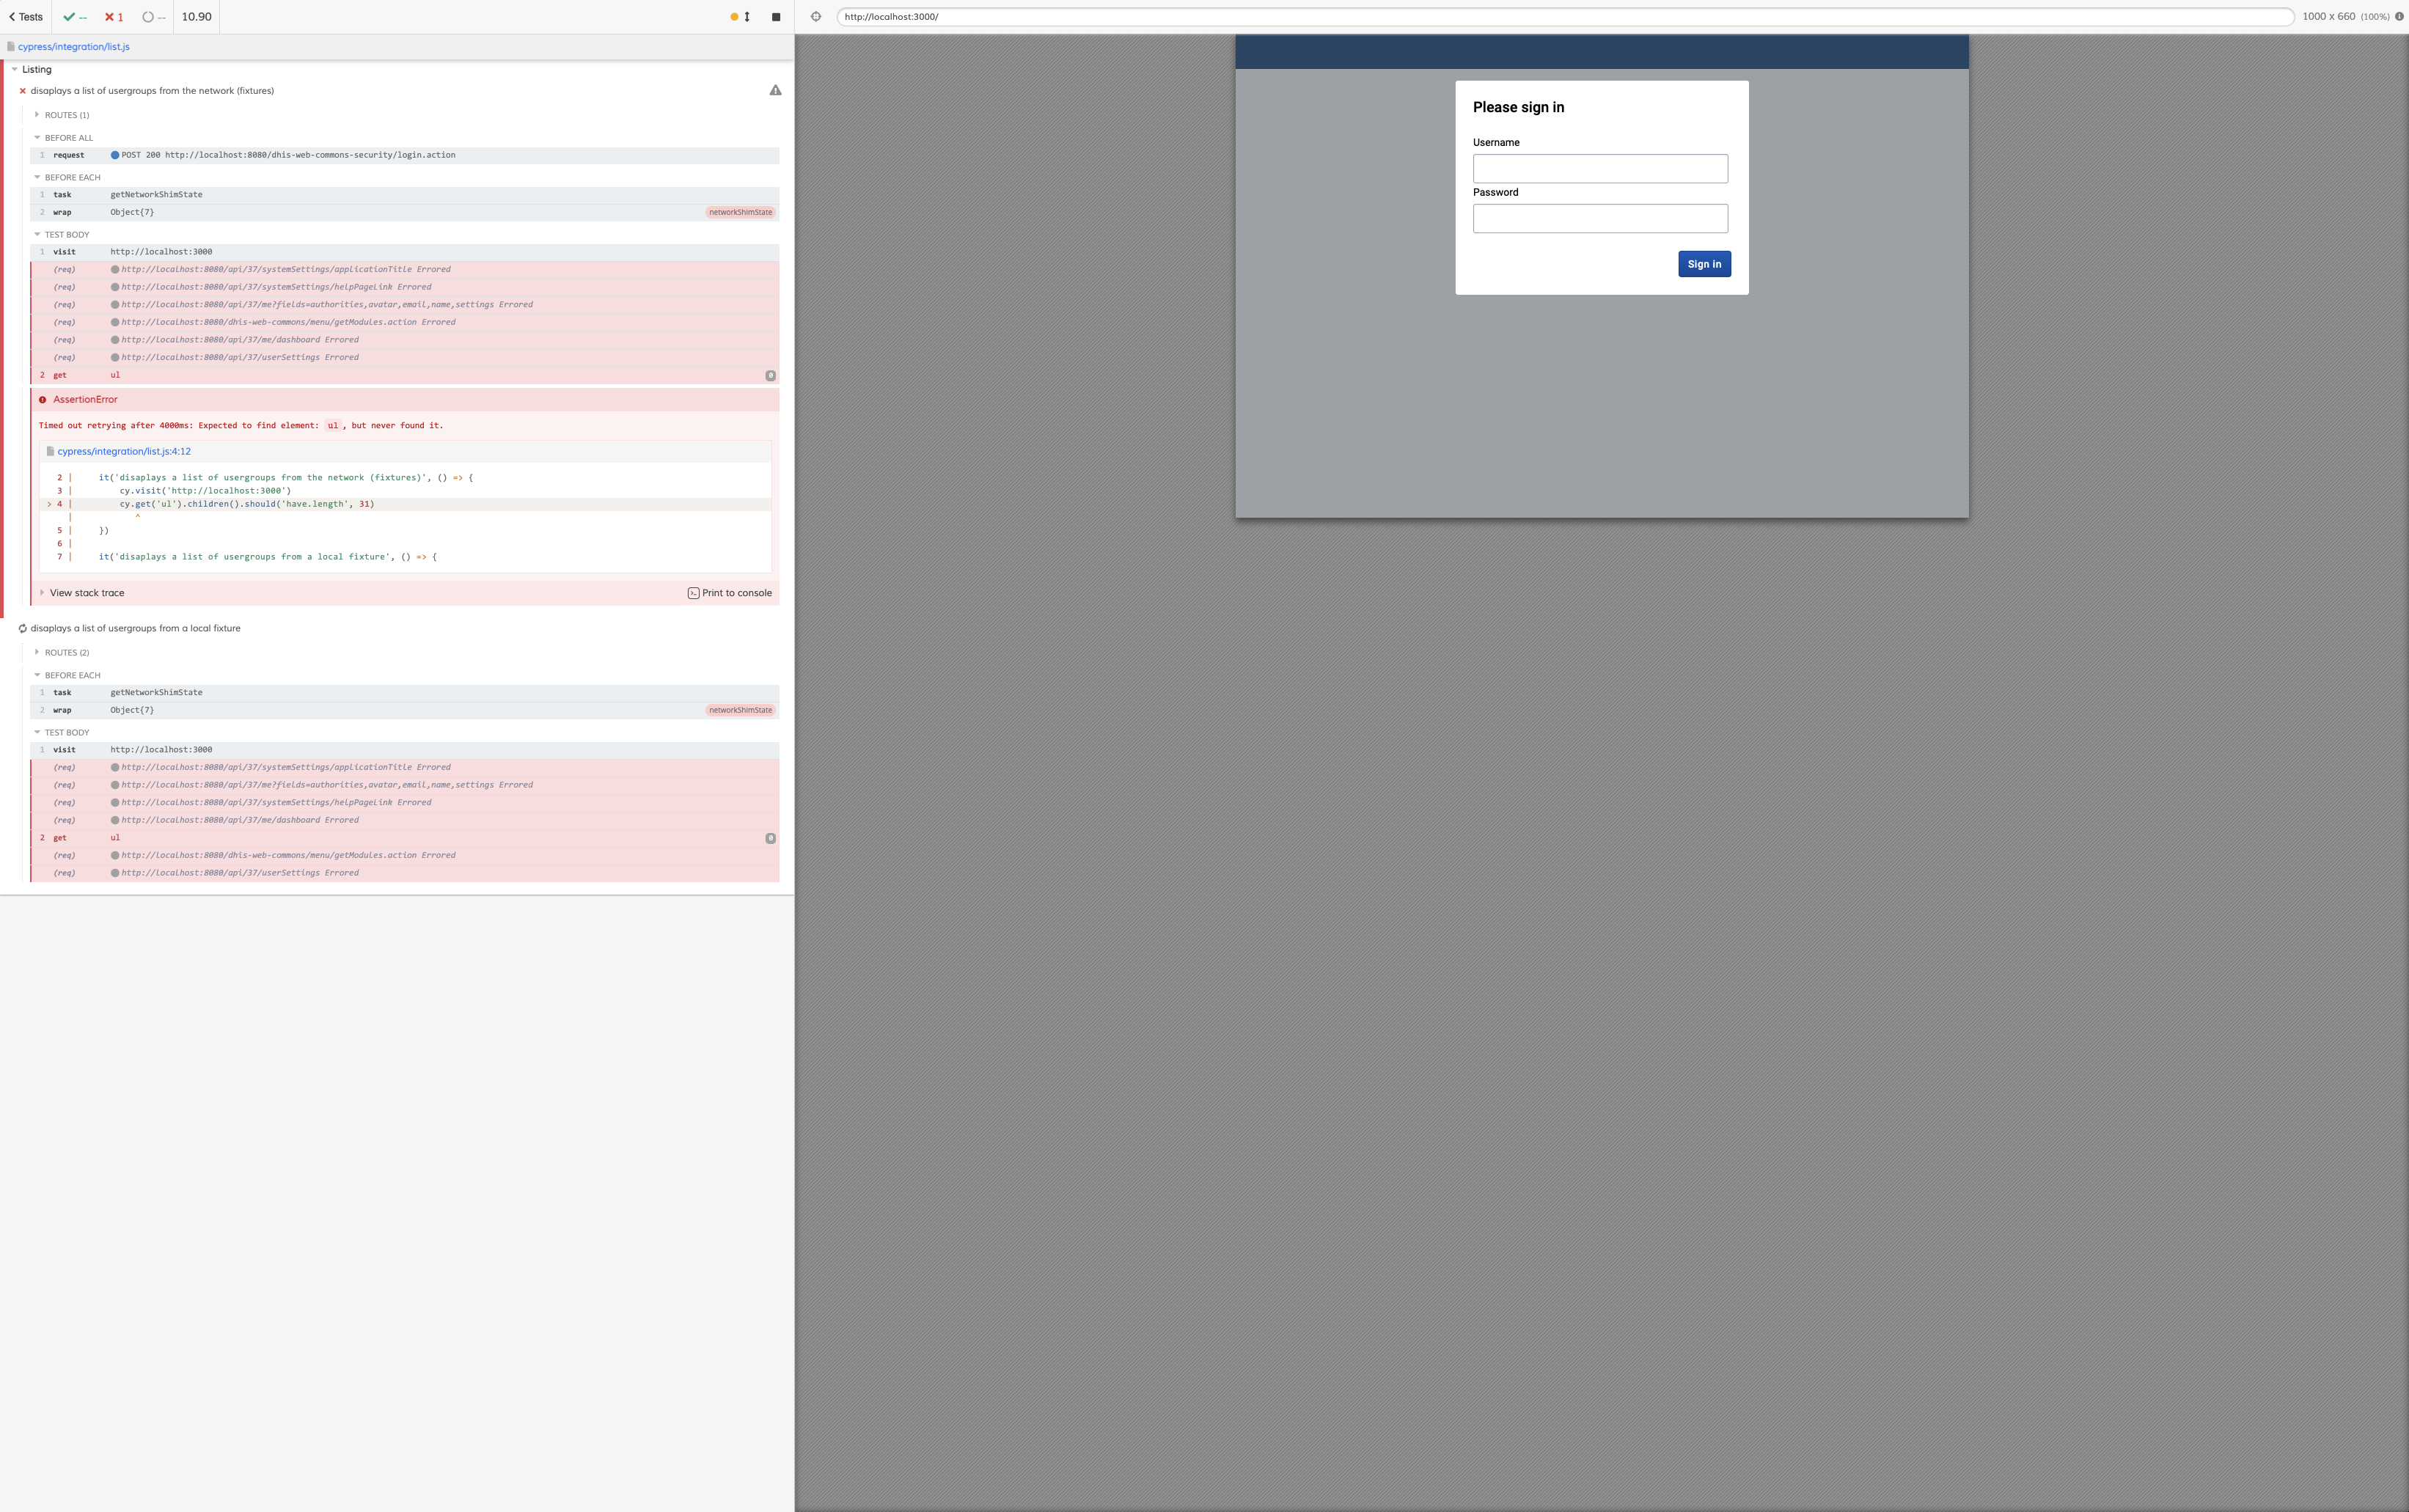 Tests -- 1 -- 10.90
http://localhost:3000/ 1000 x 660 (100%)
cypress/integration/list.js
Listing
disaplays a list of usergroups from the network (fixtures)
ROUTES (1)
BEFORE ALL
1 request POST 200 http://localhost:8080/dhis-web-commons-security/login.action
BEFORE EACH
1 task getNetworkShimState
2 wrap Object{7} networkShimState
TEST BODY
1 visit http://localhost:3000
(req) http://localhost:8080/api/37/systemSettings/applicationTitle Errored
(req) http://localhost:8080/api/37/systemSettings/helpPageLink Errored
(req) http://localhost:8080/api/37/me?fields=authorities,avatar,email,name,settings Errored
(req) http://localhost:8080/dhis-web-commons/menu/getModules.action Errored
(req) http://localhost:8080/api/37/me/dashboard Errored
(req) http://localhost:8080/api/37/userSettings Errored
2 get ul 0
AssertionError
Timed out retrying after 4000ms: Expected to find element: ul, but never found it.
cypress/integration/list.js:4:12
2 | it('disaplays a list of usergroups from the network (fixtures)', () => {
3 | cy.visit('http://localhost:3000')
> 4 | cy.get('ul').children().should('have.length', 31)
| ^
5 | })
6 |
7 | it('disaplays a list of usergroups from a local fixture', () => {
View stack trace Print to console
disaplays a list of usergroups from a local fixture
ROUTES (2)
BEFORE EACH
1 task getNetworkShimState
2 wrap Object{7} networkShimState
TEST BODY
1 visit http://localhost:3000
(req) http://localhost:8080/api/37/systemSettings/applicationTitle Errored
(req) http://localhost:8080/api/37/me?fields=authorities,avatar,email,name,settings Errored
(req) http://localhost:8080/api/37/systemSettings/helpPageLink Errored
(req) http://localhost:8080/api/37/me/dashboard Errored
2 get ul 0
(req) http://localhost:8080/dhis-web-commons/menu/getModules.action Errored
(req) http://localhost:8080/api/37/userSettings Errored
Please sign in
Username
Password
Sign in